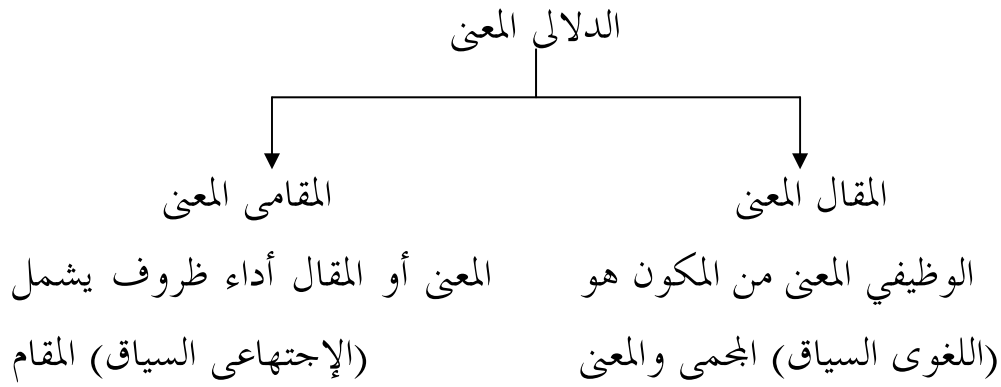 الدلالى المعنى
المقال المعنى
الوظيفي المعنى من المكون هو
(اللغوى السياق) المجمى والمعنى
المقامى المعنى
المعنى أو المقال أداء ظروف يشمل
(الإجتهاعى السياق) المقام